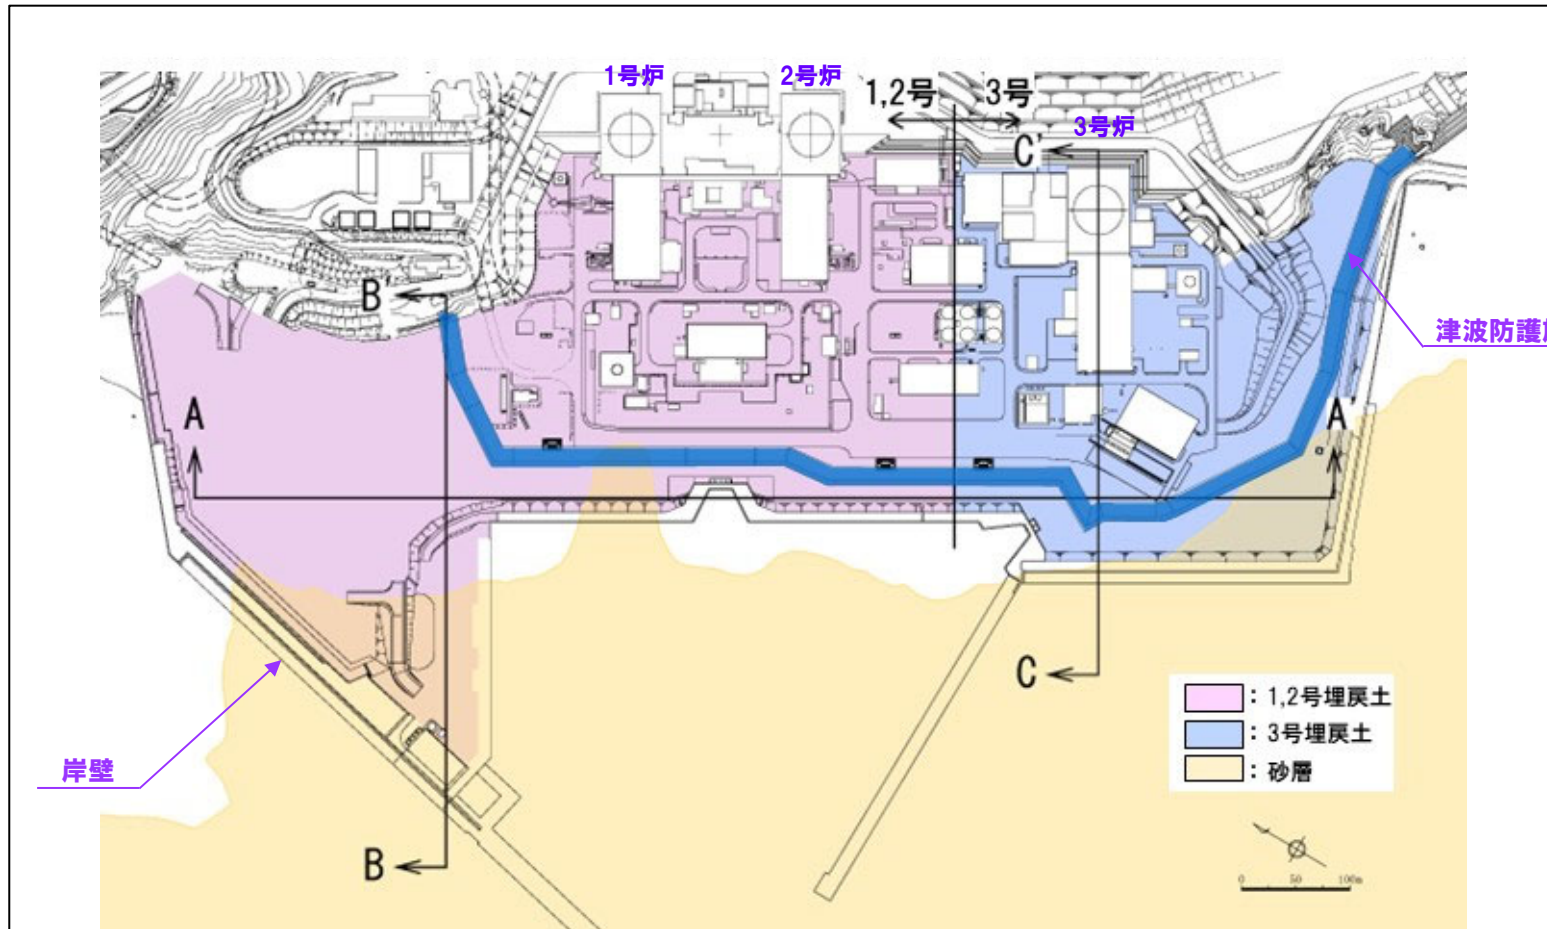 1号炉
2号炉
1,2号
3号
3号炉
C'
B'
津波防護
A
A'
C
B
岸壁
：1,2号埋戻土
：3号埋戻土
：砂層
0 50 100m